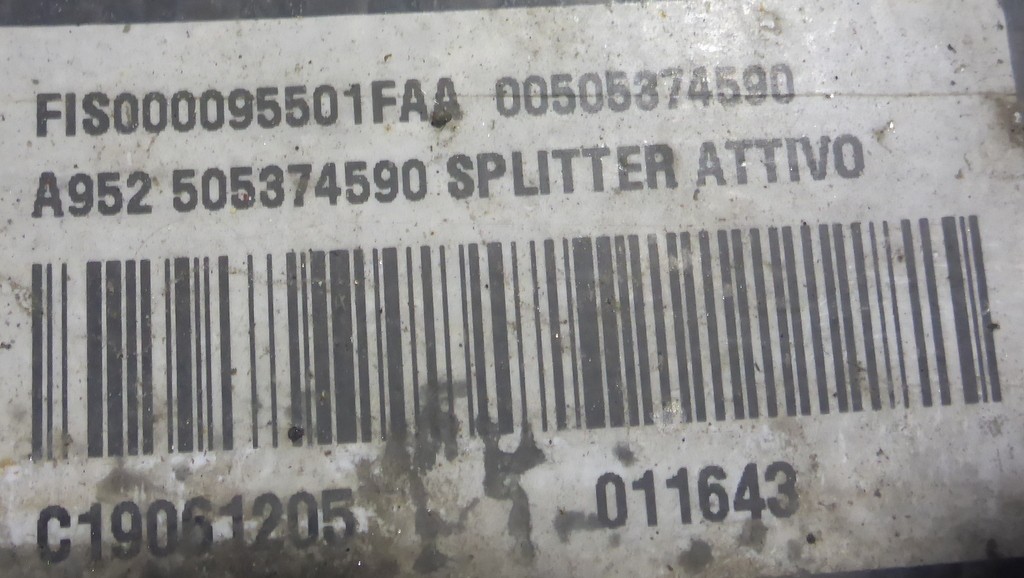 FIS000095501FAA 00505374590
A952 505374590 SPLITTER ATTIVO
C19061205 011643